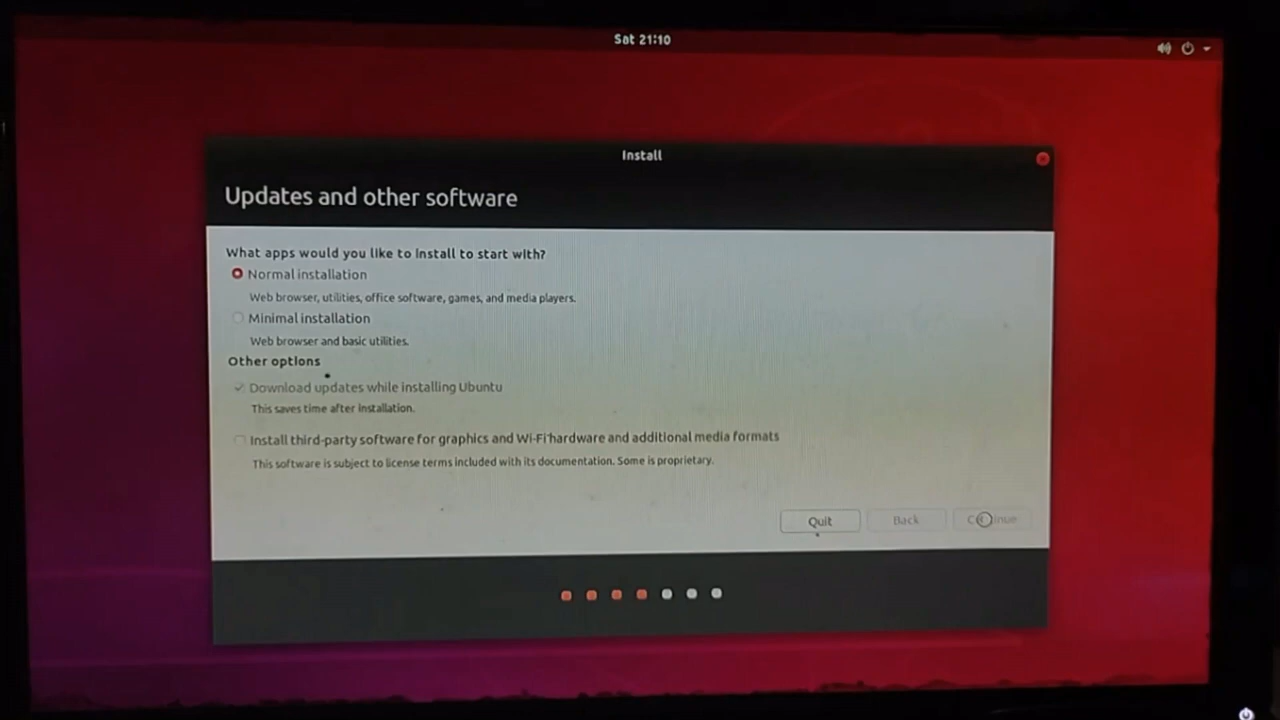 Sat 21:10
Install
Updates and other software
What apps would you like to install to start with?
Normal installation
Web browser, utilities, office software, games, and media players.
Minimal installation
Web browser and basic utilities.
Other options
Download updates while installing Ubuntu
This saves time after installation.
Install third-party software for graphics and Wi-Fi hardware and additional media formats
This software is subject to license terms included with its documentation. Some is proprietary.
Quit
Back
Continue